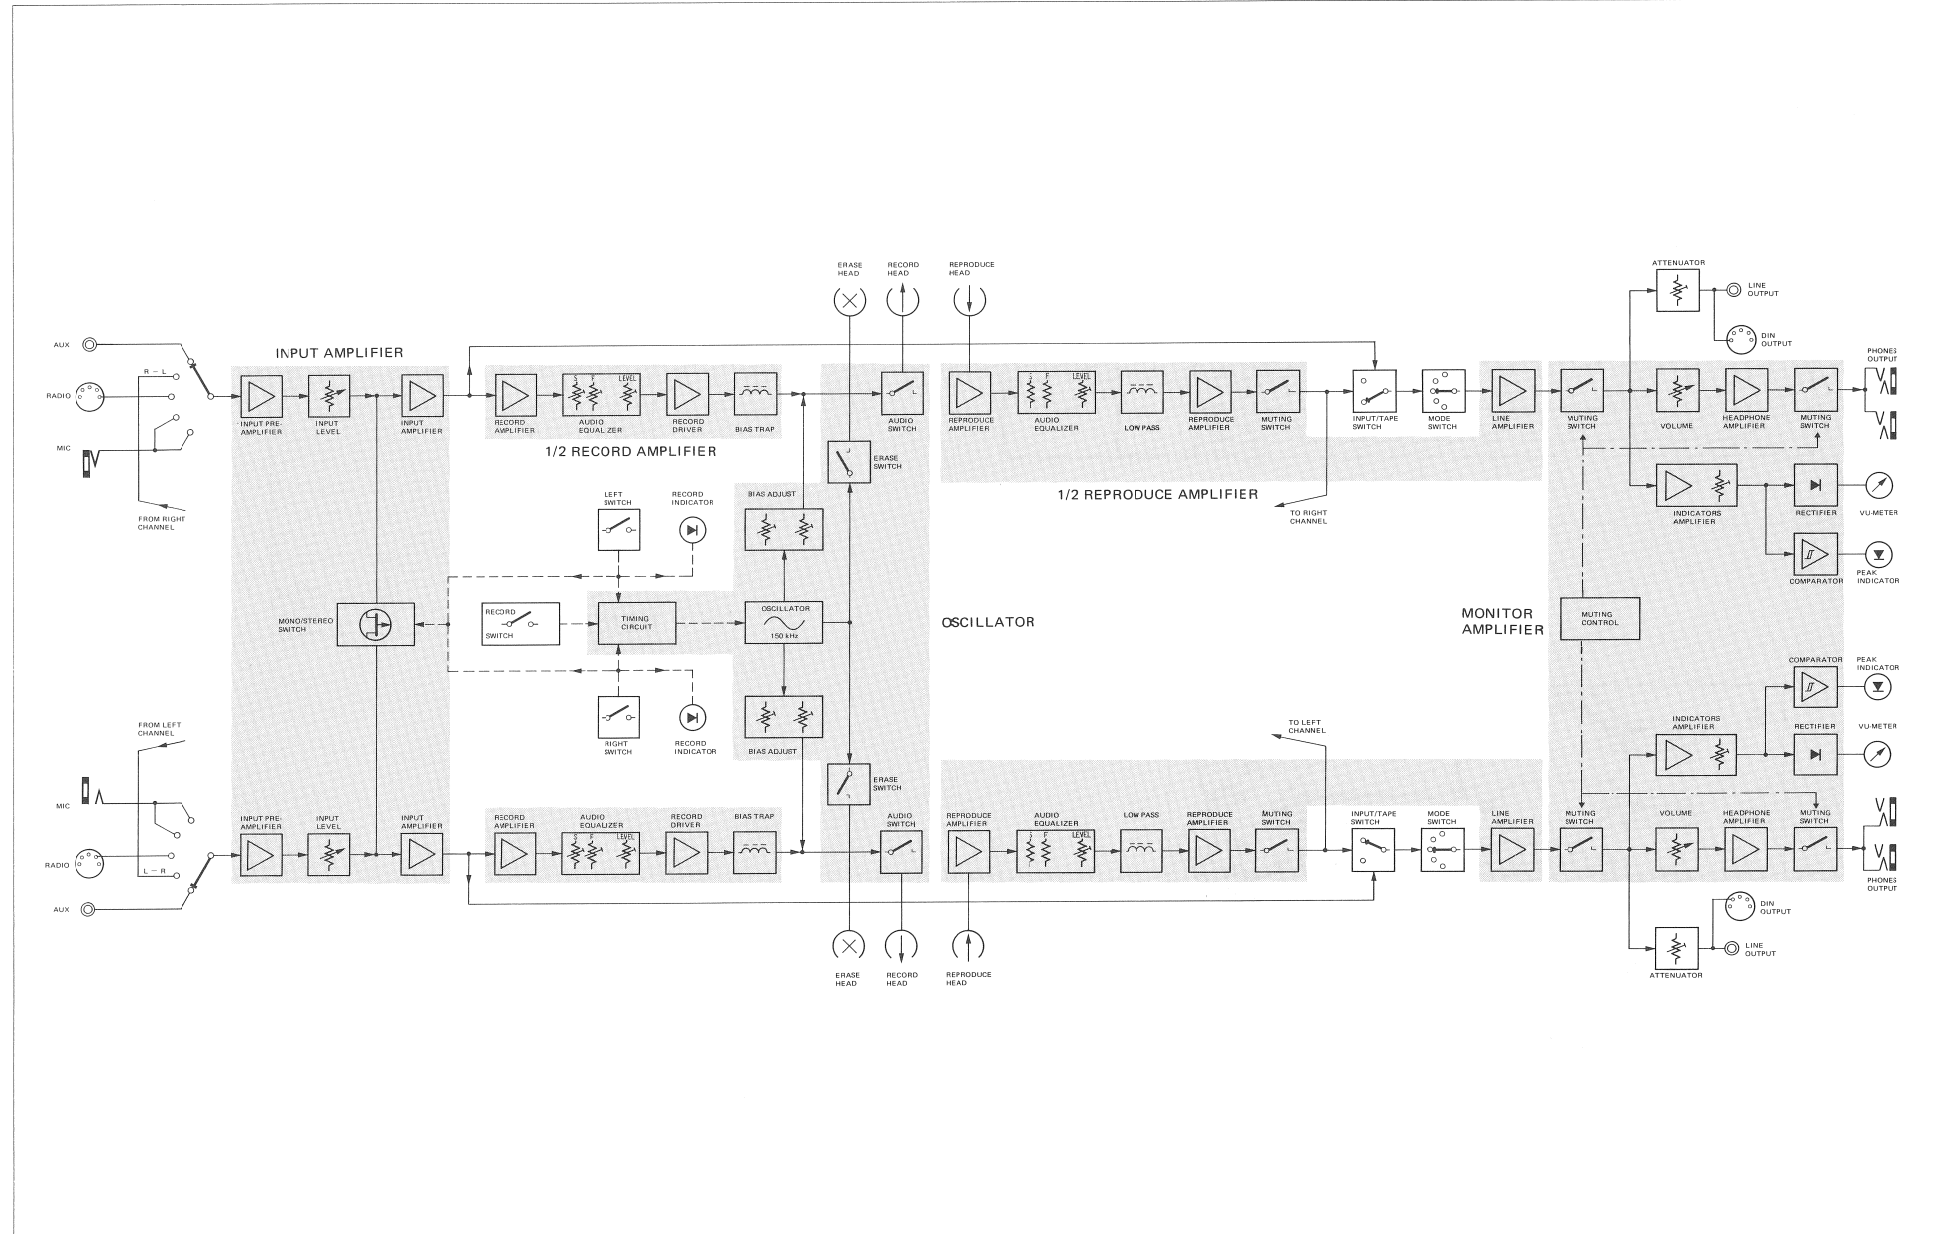 ERASE
HEAD
RECORD
HEAD
REPRODUCE
HEAD
ATTENUATOR
LINE
OUTPUT
DIN
OUTPUT
AUX
R – L
RADIO
MIC
FROM RIGHT
CHANNEL
INPUT AMPLIFIER
INPUT PRE-
AMPLIFIER
INPUT
LEVEL
INPUT
AMPLIFIER
S F LEVEL
RECORD
AMPLIFIER
AUDIO
EQUALIZER
RECORD
DRIVER
BIAS TRAP
1/2 RECORD AMPLIFIER
AUDIO
SWITCH
ERASE
SWITCH
S F LEVEL
REPRODUCE
AMPLIFIER
AUDIO
EQUALIZER
LOW PASS
REPRODUCE
AMPLIFIER
MUTING
SWITCH
INPUT/TAPE
SWITCH
MODE
SWITCH
LINE
AMPLIFIER
1/2 REPRODUCE AMPLIFIER
TO RIGHT
CHANNEL
MUTING
SWITCH
VOLUME
HEADPHONE
AMPLIFIER
MUTING
SWITCH
PHONES
OUTPUT
INDICATORS
AMPLIFIER
RECTIFIER
VU-METER
COMPARATOR
PEAK
INDICATOR
LEFT
SWITCH
RECORD
INDICATOR
BIAS ADJUST
MONO/STEREO
SWITCH
RECORD
SWITCH
TIMING
CIRCUIT
OSCILLATOR
150 kHz
OSCILLATOR
MONITOR
AMPLIFIER
MUTING
CONTROL
RIGHT
SWITCH
RECORD
INDICATOR
BIAS ADJUST
COMPARATOR
PEAK
INDICATOR
INDICATORS
AMPLIFIER
RECTIFIER
VU-METER
FROM LEFT
CHANNEL
MIC
RADIO
L – R
AUX
INPUT PRE-
AMPLIFIER
INPUT
LEVEL
INPUT
AMPLIFIER
RECORD
AMPLIFIER
AUDIO
EQUALIZER
S F LEVEL
RECORD
DRIVER
BIAS TRAP
ERASE
SWITCH
AUDIO
SWITCH
TO LEFT
CHANNEL
REPRODUCE
AMPLIFIER
AUDIO
EQUALIZER
S F LEVEL
LOW PASS
REPRODUCE
AMPLIFIER
MUTING
SWITCH
INPUT/TAPE
SWITCH
MODE
SWITCH
LINE
AMPLIFIER
MUTING
SWITCH
VOLUME
HEADPHONE
AMPLIFIER
MUTING
SWITCH
PHONES
OUTPUT
DIN
OUTPUT
LINE
OUTPUT
ATTENUATOR
ERASE
HEAD
RECORD
HEAD
REPRODUCE
HEAD